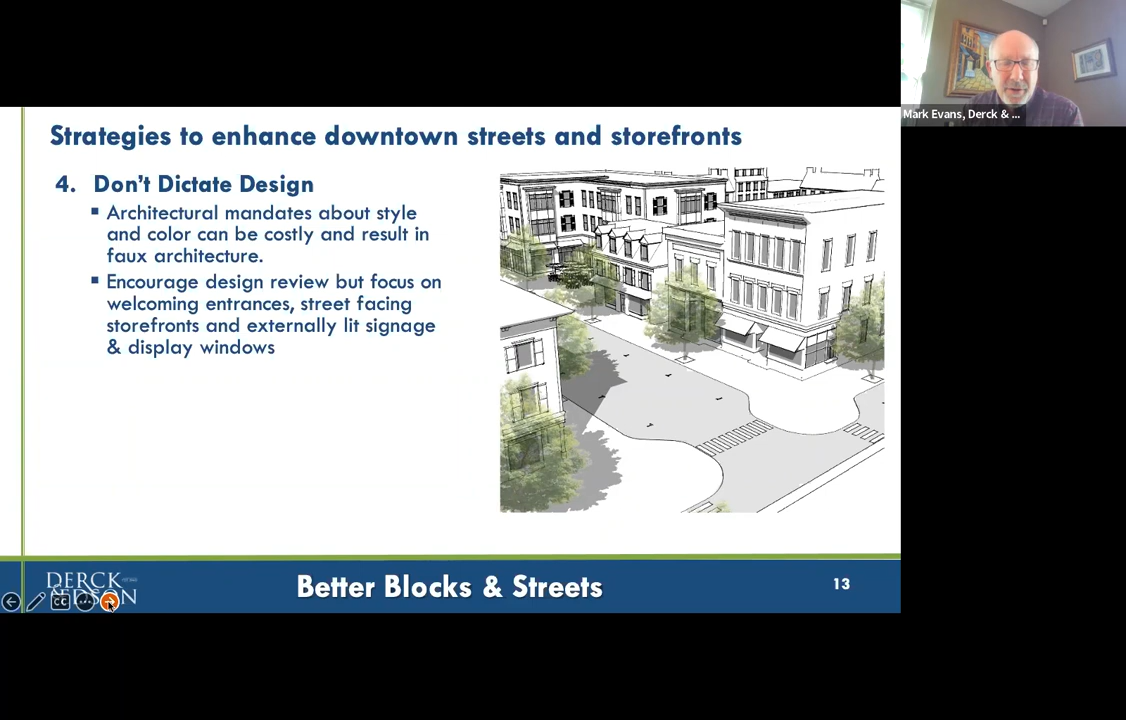 Mark Evans, Derck & ...
Strategies to enhance downtown streets and storefronts
4. Don't Dictate Design
▪ Architectural mandates about style
and color can be costly and result in
faux architecture.
▪ Encourage design review but focus on
welcoming entrances, street facing
storefronts and externally lit signage
& display windows
DERCK
CC
Better Blocks & Streets
13